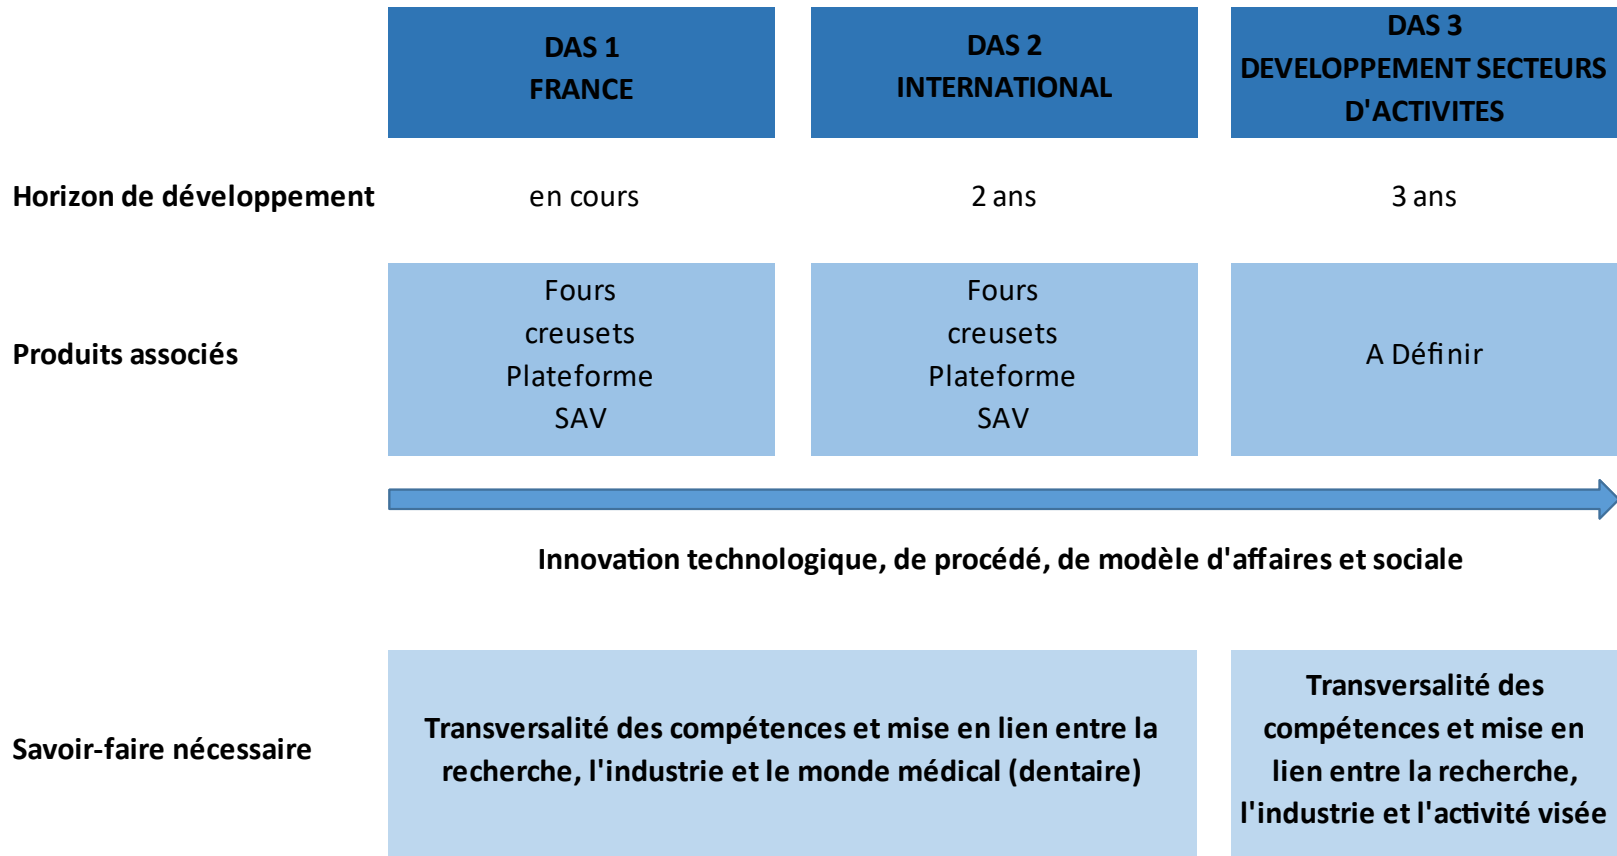 DAS 1
FRANCE
DAS 2
INTERNATIONAL
DAS 3
DEVELOPPEMENT SECTEURS
D'ACTIVITES
Horizon de développement
en cours
2 ans
3 ans
Produits associés
Fours
creusets
Plateforme
SAV
Fours
creusets
Plateforme
SAV
A Définir
Innovation technologique, de procédé, de modèle d'affaires et sociale
Savoir-faire nécessaire
Transversalité des compétences et mise en lien entre la
recherche, l'industrie et le monde médical (dentaire)
Transversalité des
compétences et mise en
lien entre la recherche,
l'industrie et l'activité visée